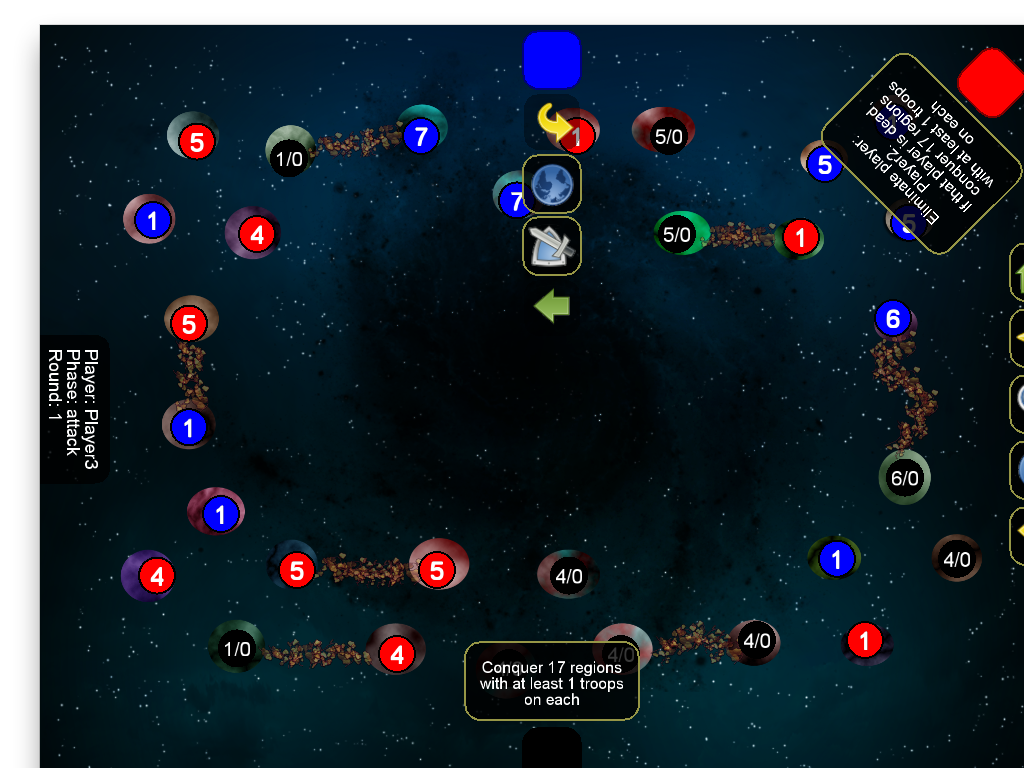 5
1/0
7
1
5/0
5
7
1
4
5/0
1
5
Eliminate player
Player2.
If that player is dead,
conquer 17 regions
with at least 1 troops
on each
5
6
1
6/0
Player: Player3
Phase: attack
Round: 1
1
4
5
5
4/0
1
4/0
1/0
4
4/0
4/0
1
Conquer 17 regions
with at least 1 troops
on each